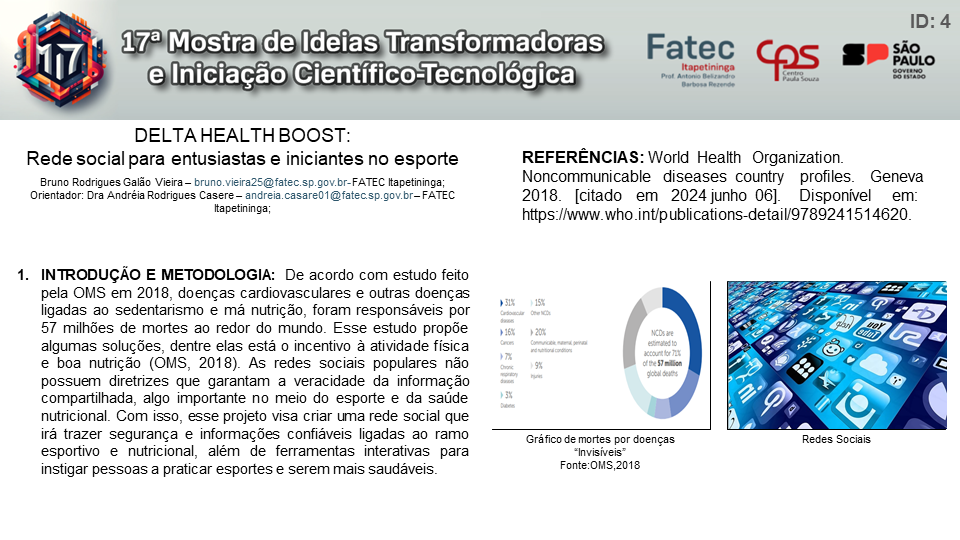 ID: 4
17ª Mostra de Ideias Transformadoras
e Iniciação Científico-Tecnológica
M17
Fatec
Itapetininga
Prof. Antonio Belizandro
Barbosa Rezende
CPS
Centro
Paula Souza
SP
SÃO PAULO
GOVERNO
DO ESTADO
DELTA HEALTH BOOST:
Rede social para entusiastas e iniciantes no esporte
Bruno Rodrigues Galão Vieira – bruno.vieira25@fatec.sp.gov.br- FATEC Itapetininga;
Orientador: Dra Andréia Rodrigues Casere – andreia.casare01@fatec.sp.gov.br – FATEC
Itapetininga;
1. INTRODUÇÃO E METODOLOGIA: De acordo com estudo feito
pela OMS em 2018, doenças cardiovasculares e outras doenças
ligadas ao sedentarismo e má nutrição, foram responsáveis por
57 milhões de mortes ao redor do mundo. Esse estudo propõe
algumas soluções, dentre elas está o incentivo à atividade física
e boa nutrição (OMS, 2018). As redes sociais populares não
possuem diretrizes que garantam a veracidade da informação
compartilhada, algo importante no meio do esporte e da saúde
nutricional. Com isso, esse projeto visa criar uma rede social que
irá trazer segurança e informações confiáveis ligadas ao ramo
esportivo e nutricional, além de ferramentas interativas para
instigar pessoas a praticar esportes e serem mais saudáveis.
REFERÊNCIAS: World Health Organization.
Noncommunicable diseases country profiles. Geneva
2018. [citado em 2024 junho 06]. Disponível em:
https://www.who.int/publications-detail/9789241514620.
31%
Cardiovascular
diseases
16%
Cancers
7%
Chronic
respiratory
diseases
3%
Diabetes
15%
Other NCDs
20%
Communicable, maternal, perinatal
and nutritional conditions
9%
Injuries
NCDs are
estimated to
account for 71%
of the 57 million
global deaths
Gráfico de mortes por doenças
“Invisíveis”
Fonte:OMS,2018
Redes Sociais